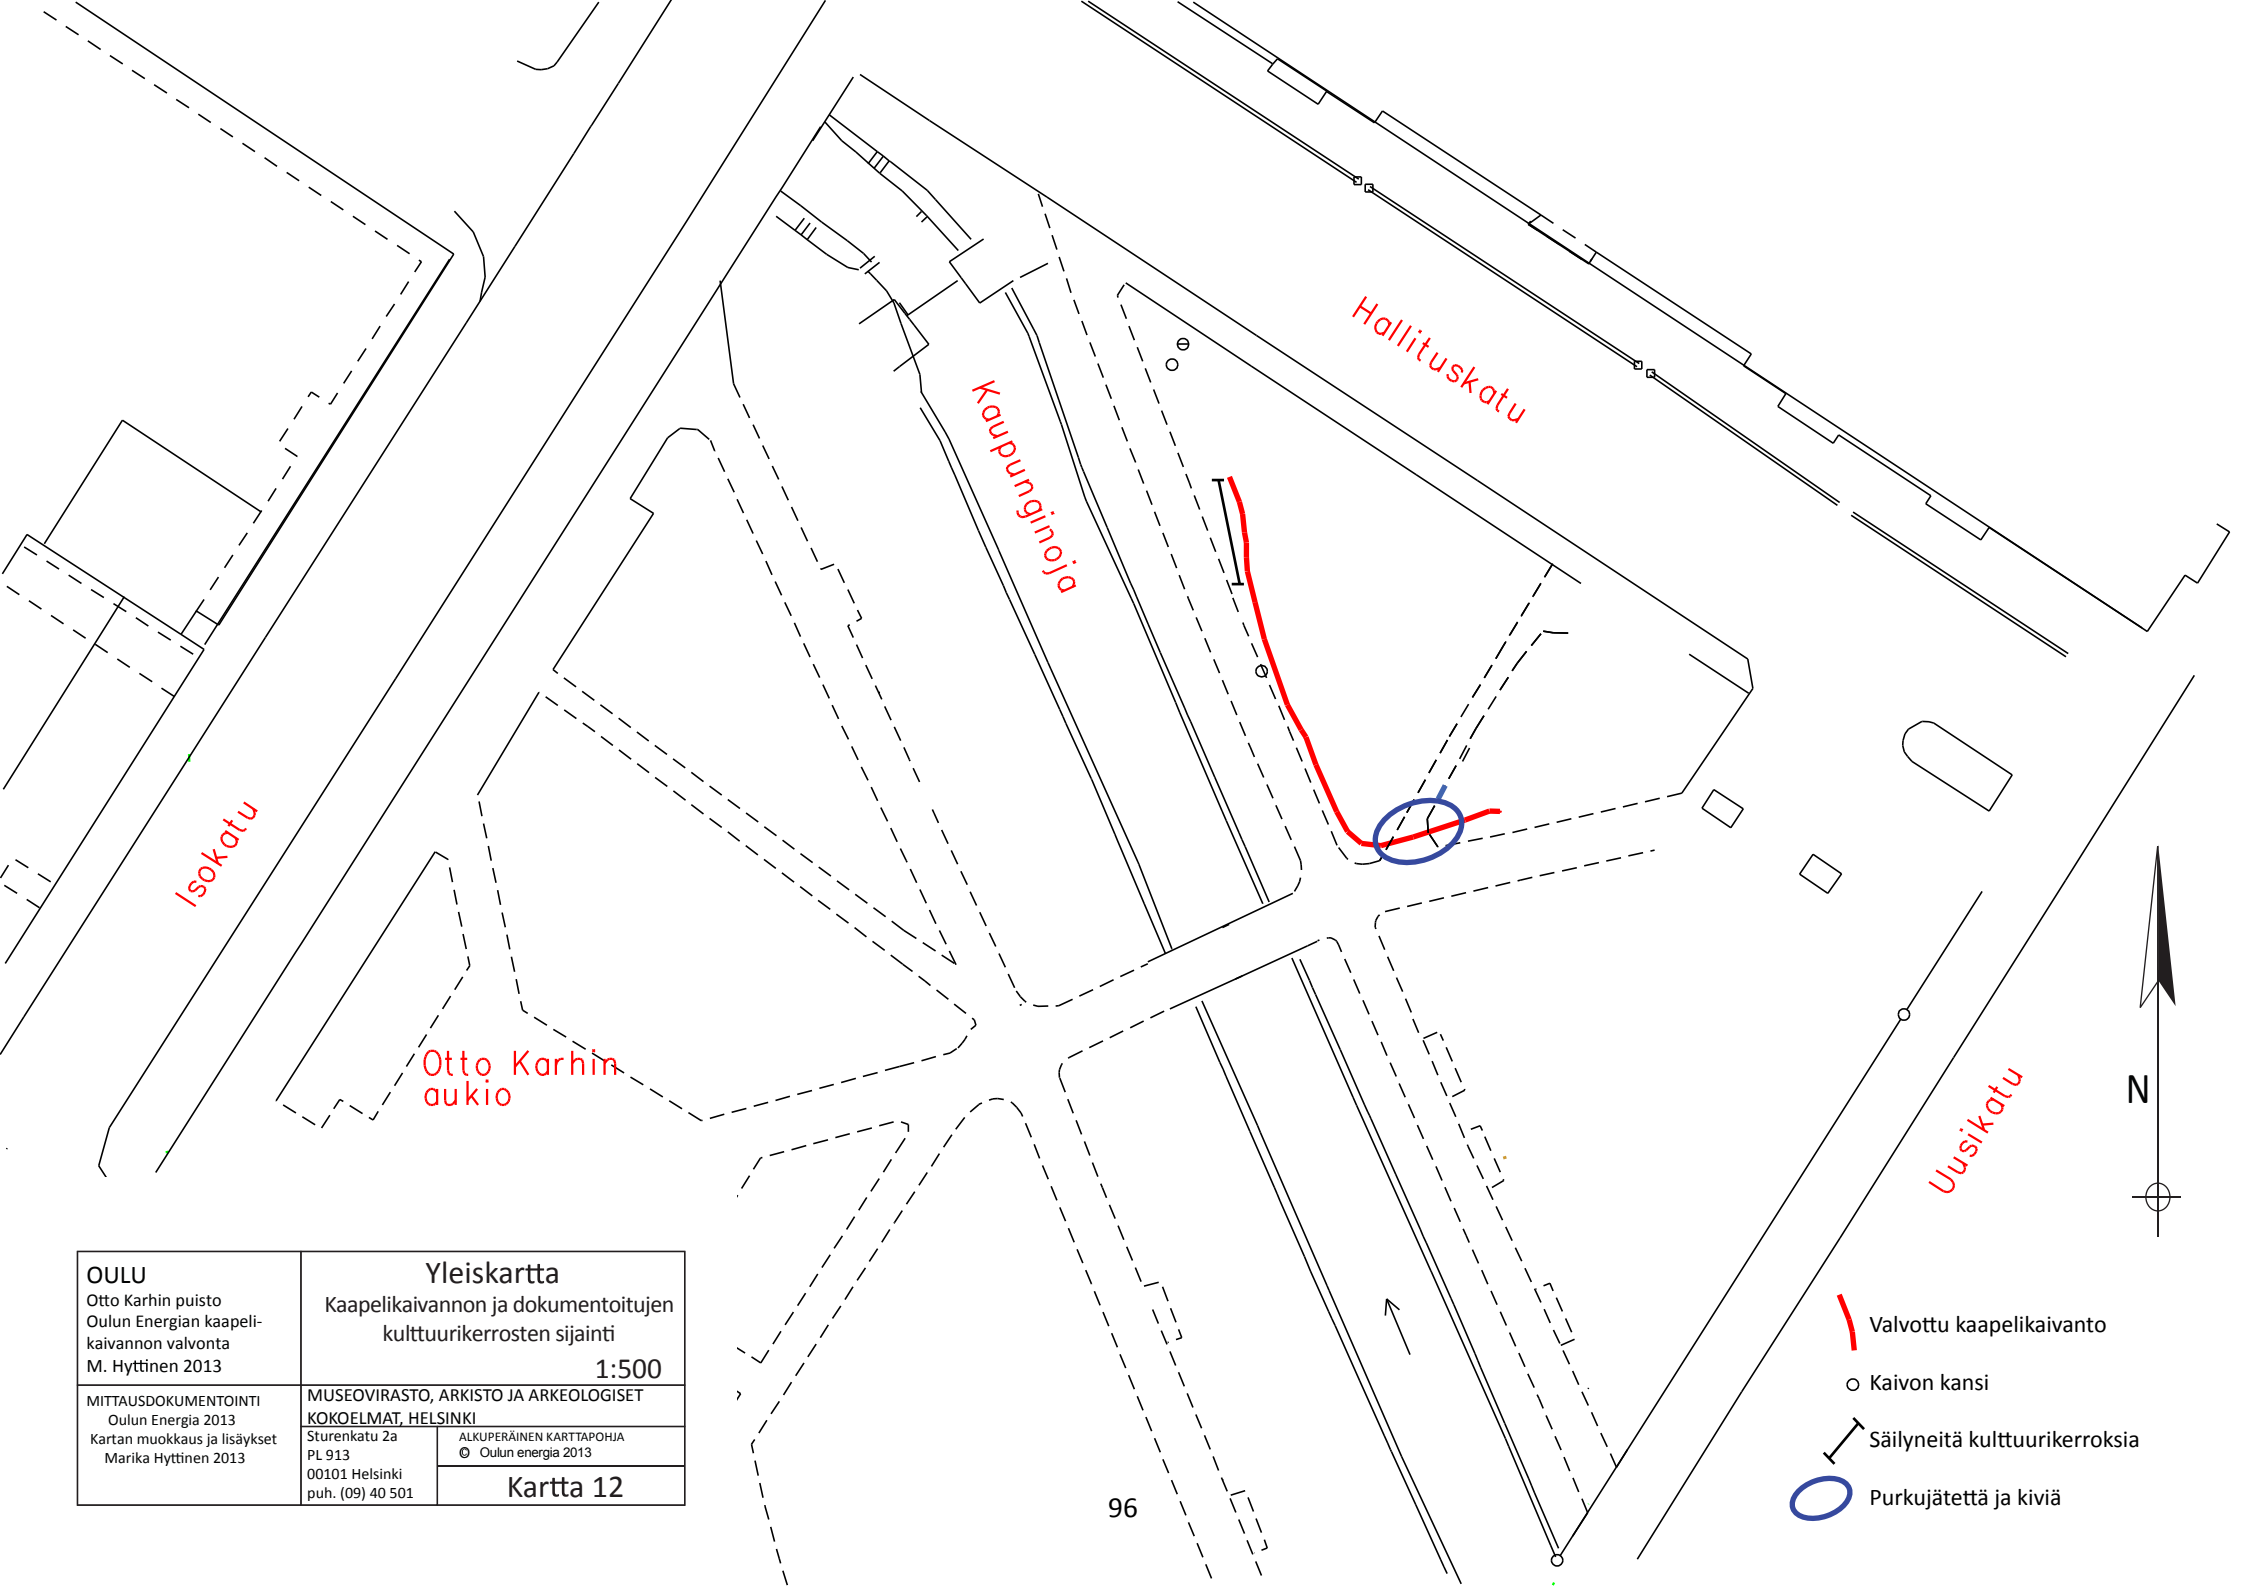 Hallituskatu
Kaupunginoja
Isokatu
Otto Karhin
aukio
Uusikatu
N
OULU
Otto Karhin puisto
Oulun Energian kaapeli-
kaivannon valvonta
M. Hyttinen 2013
Yleiskartta
Kaapelikaivannon ja dokumentoitujen
kulttuurikerrosten sijainti
1:500
MITTAUSDOKUMENTOINTI
Oulun Energia 2013
Kartan muokkaus ja lisäykset
Marika Hyttinen 2013
MUSEOVIRASTO, ARKISTO JA ARKEOLOGISET
KOKOELMAT, HELSINKI
Sturenkatu 2a
PL 913
00101 Helsinki
puh. (09) 40 501
ALKUPERÄINEN KARTTAPOHJA
© Oulun energia 2013
Kartta 12
96
Valvottu kaapelikaivanto
Kaivon kansi
Säilyneitä kulttuurikerroksia
Purkujätettä ja kiviä